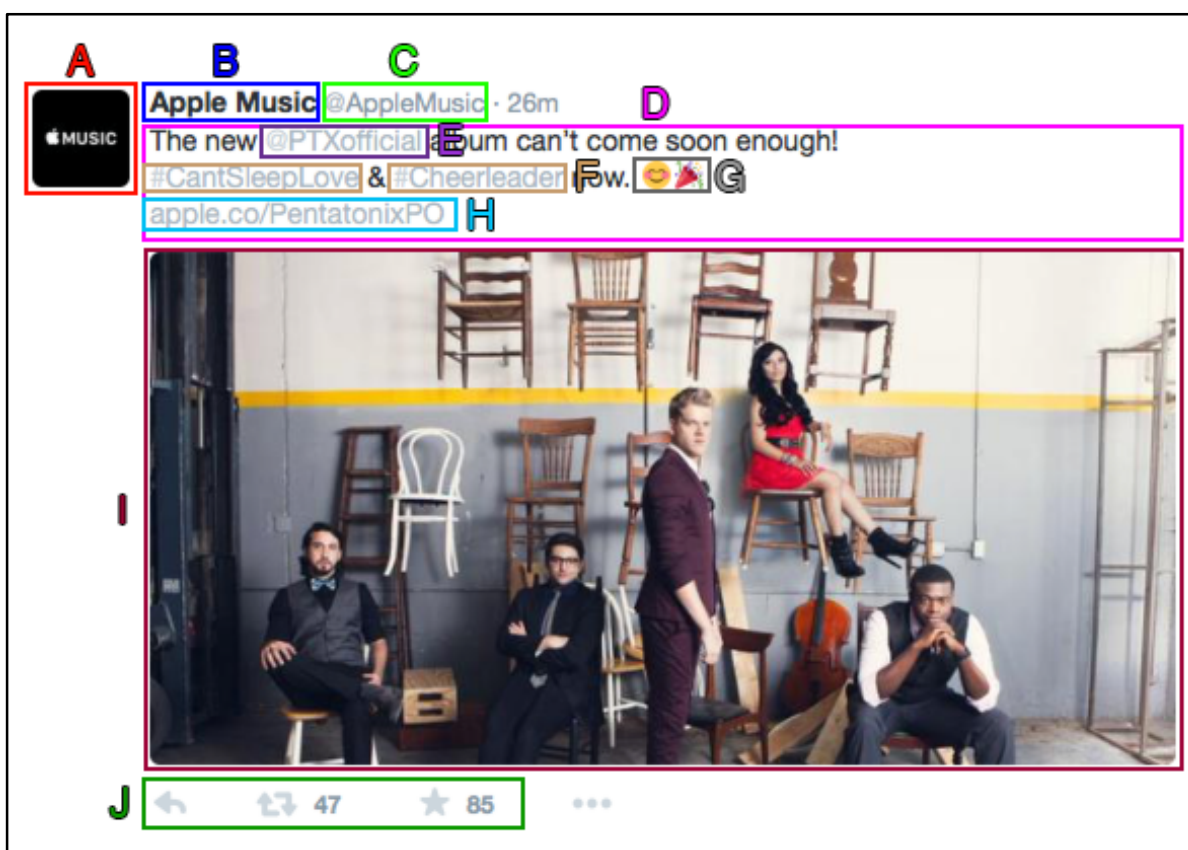 A B C
MUSIC
Apple Music @AppleMusic · 26m D
The new @PTXofficial E album can't come soon enough!
#CantSleepLove & #Cheerleader F now. 😊🎉 G
apple.co/PentatonixPO H
I
J 47 85 •••